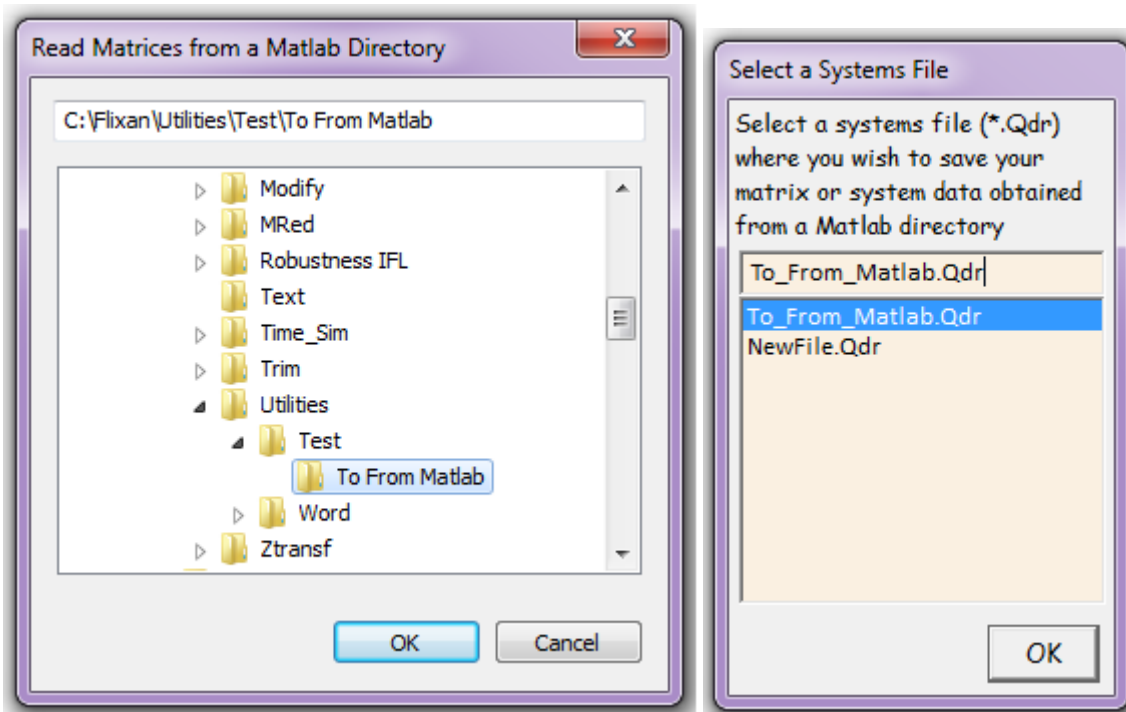 Read Matrices from a Matlab Directory
C:\Flixan\Utilities\Test\To From Matlab
Modify
MRed
Robustness IFL
Text
Time_Sim
Trim
Utilities
Test
To From Matlab
Word
Ztransf
OK
Cancel
Select a Systems File
Select a systems file (*.Qdr)
where you wish to save your
matrix or system data obtained
from a Matlab directory
To_From_Matlab.Qdr
To_From_Matlab.Qdr
NewFile.Qdr
OK